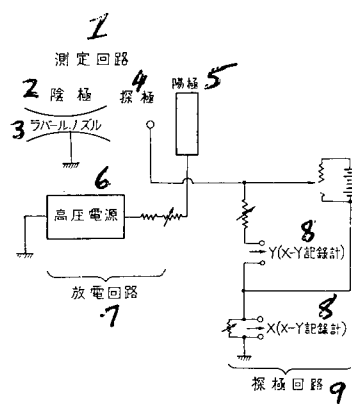 1
測定回路
2 陰極 4 探極 陽極 5
3 ラバール.ノズル
6
高圧電源
8
Y(X-Y記録計)
放電回路
7
8
X(X-Y記録計)
探極回路 9